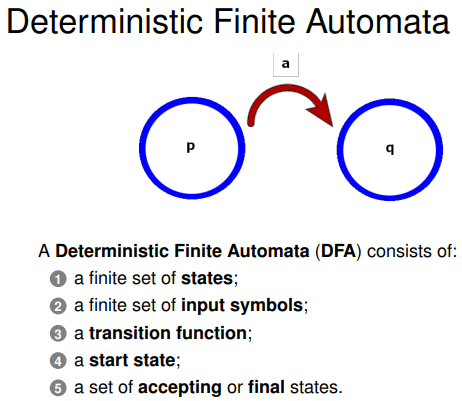 Deterministic Finite Automata
a
p
q
A Deterministic Finite Automata (DFA) consists of:
1 a finite set of states;
2 a finite set of input symbols;
3 a transition function;
4 a start state;
5 a set of accepting or final states.